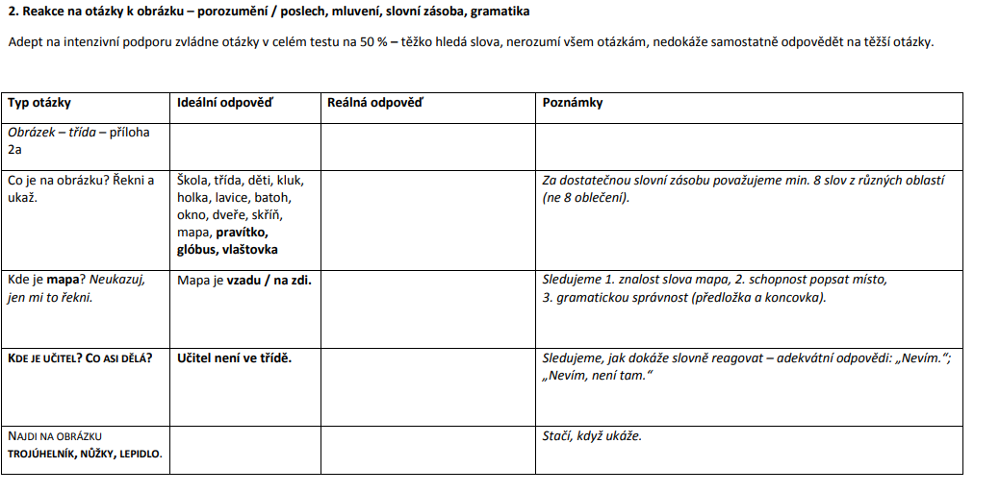 2. Reakce na otázky k obrázku – porozumění / poslech, mluvení, slovní zásoba, gramatika
Adept na intenzivní podporu zvládne otázky v celém testu na 50 % – těžko hledá slova, nerozumí všem otázkám, nedokáže samostatně odpovědět na těžší otázky.
Typ otázky
Ideální odpověď
Reálná odpověď
Poznámky
Obrázek – třída – příloha
2a
Co je na obrázku? Řekni a
ukaž.
Škola, třída, děti, kluk,
holka, lavice, batoh,
okno, dveře, skříň,
mapa, pravítko,
glóbus, vlaštovka
Za dostatečnou slovní zásobu považujeme min. 8 slov z různých oblastí
(ne 8 oblečení).
Kde je mapa? Neukazuj,
jen mi to řekni.
Mapa je vzadu / na zdi.
Sledujeme 1. znalost slova mapa, 2. schopnost popsat místo,
3. gramatickou správnost (předložka a koncovka).
KDE JE UČITEL? CO ASI DĚLÁ?
Učitel není ve třídě.
Sledujeme, jak dokáže slovně reagovat – adekvátní odpovědi: „Nevím.“;
„Nevím, není tam.“
NAJDI NA OBRÁZKU
TROJÚHELNÍK, NŮŽKY, LEPIDLO.
Stačí, když ukáže.